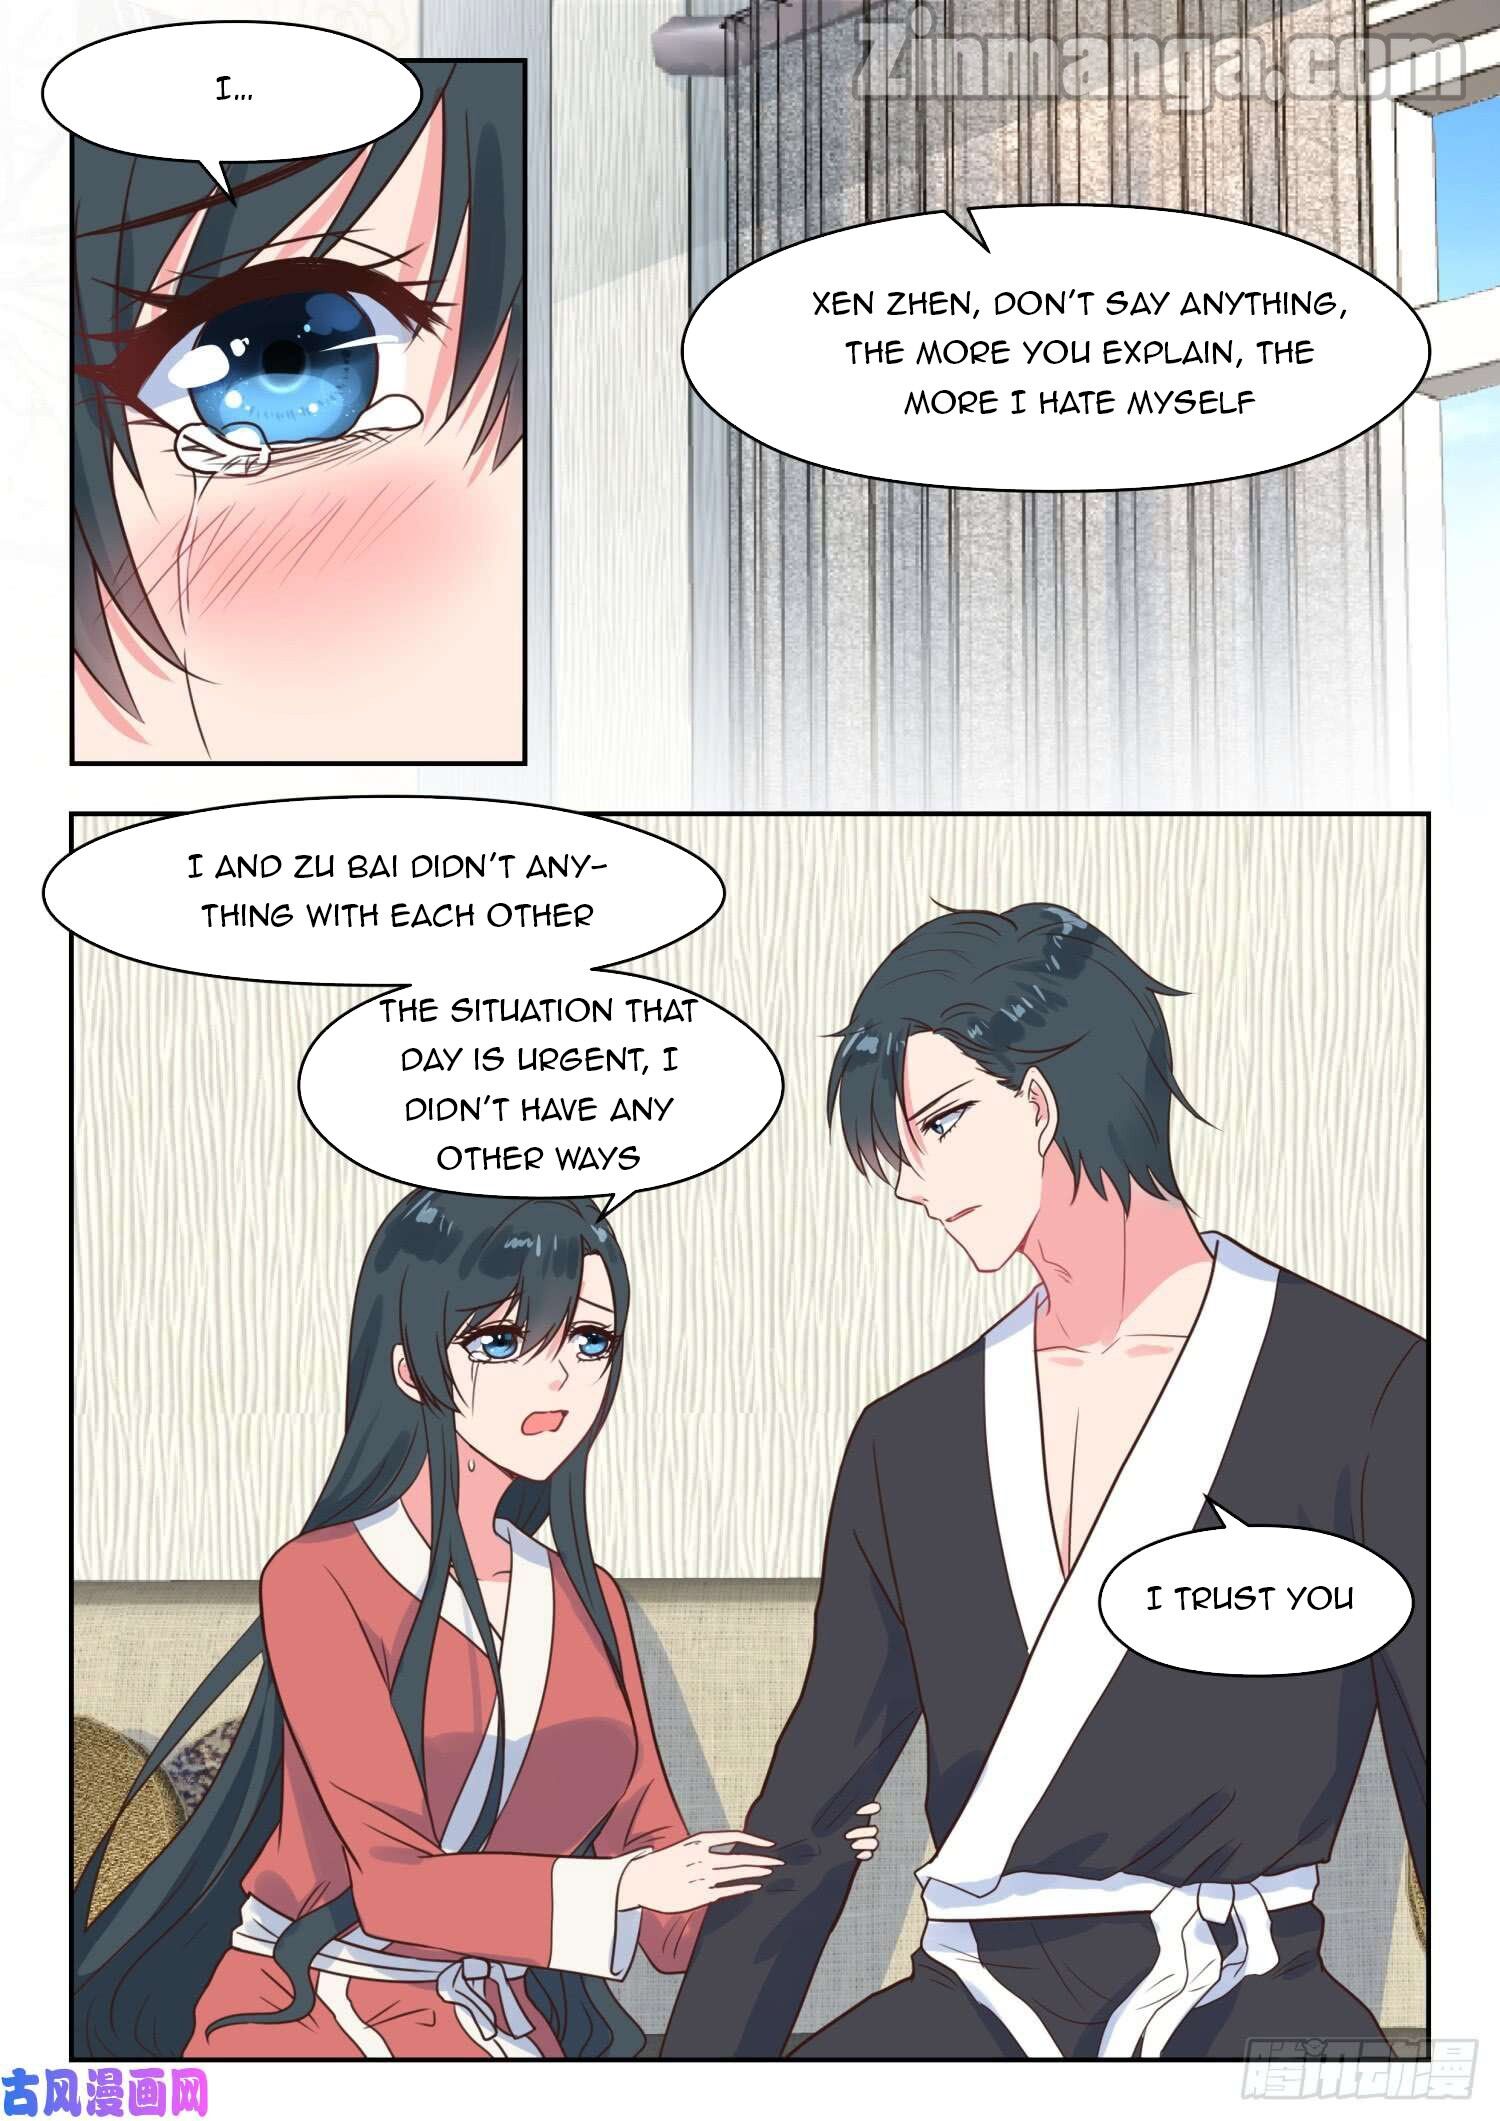 Zinmanga.com
I...
XEN ZHEN, DON'T SAY ANYTHING,
THE MORE YOU EXPLAIN, THE
MORE I HATE MYSELF
I AND ZU BAI DIDN'T ANY-
THING WITH EACH OTHER
THE SITUATION THAT
DAY IS URGENT, I
DIDN'T HAVE ANY
OTHER WAYS
I TRUST YOU
古风漫画网
腾讯动漫